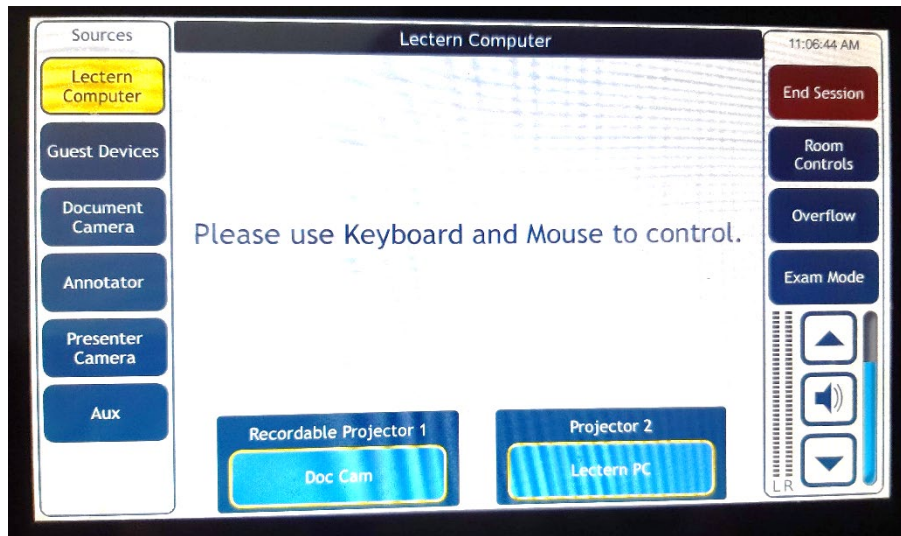 Sources
Lectern
Computer
Guest Devices
Document
Camera
Annotator
Presenter
Camera
Aux
Lectern Computer
Please use Keyboard and Mouse to control.
Recordable Projector 1
Doc Cam
Projector 2
Lectern PC
11:06:44 AM
End Session
Room
Controls
Overflow
Exam Mode
L R